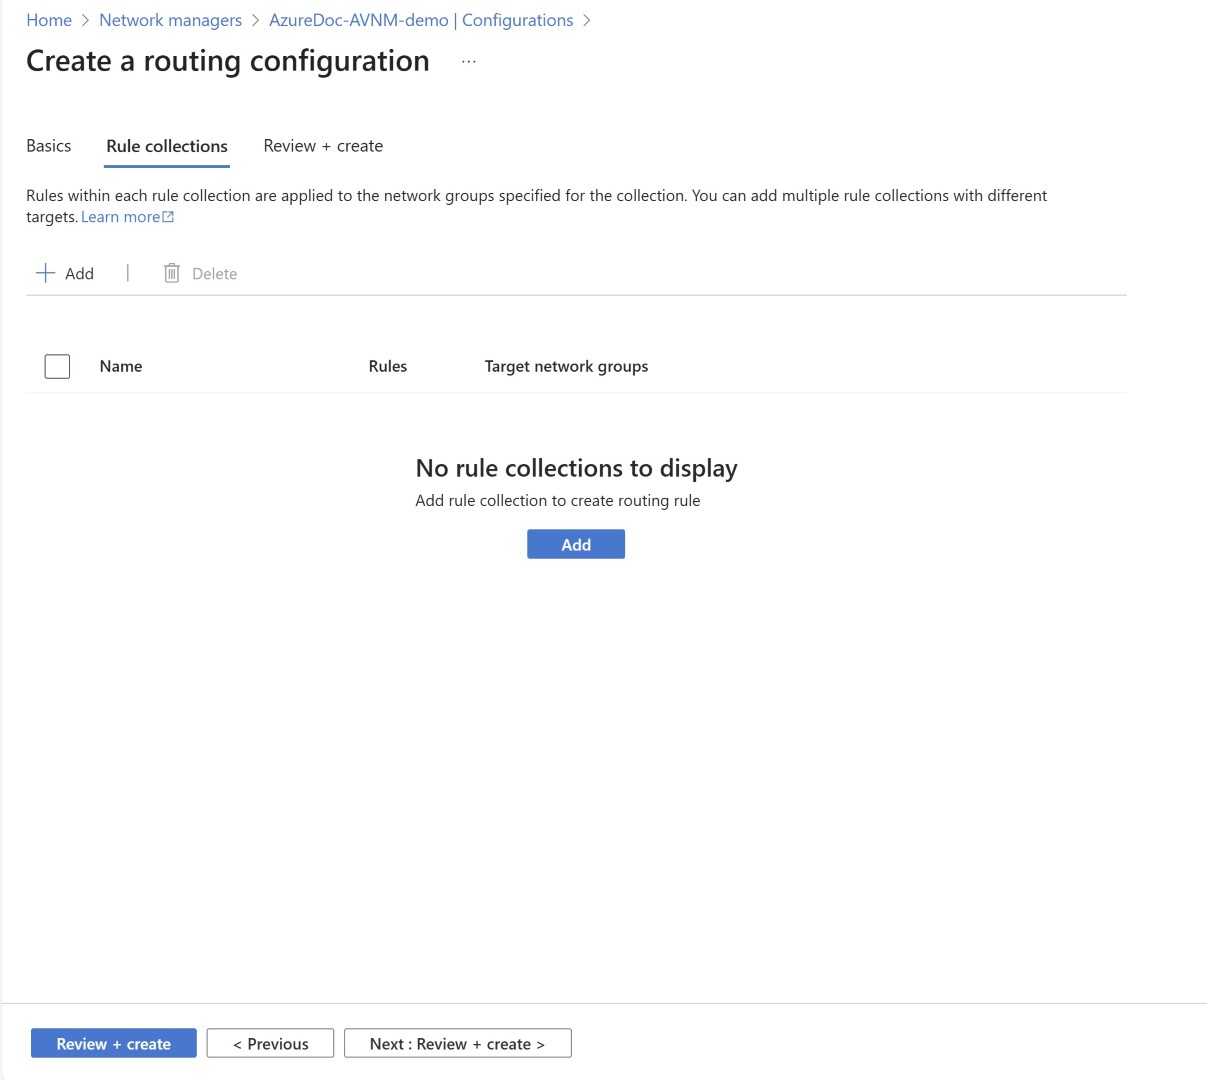 Home > Network managers > AzureDoc-AVNM-demo | Configurations >
Create a routing configuration ...
Basics Rule collections Review + create
Rules within each rule collection are applied to the network groups specified for the collection. You can add multiple rule collections with different
targets. Learn more
+ Add | Delete
Name Rules Target network groups
No rule collections to display
Add rule collection to create routing rule
Add
Review + create < Previous Next : Review + create >